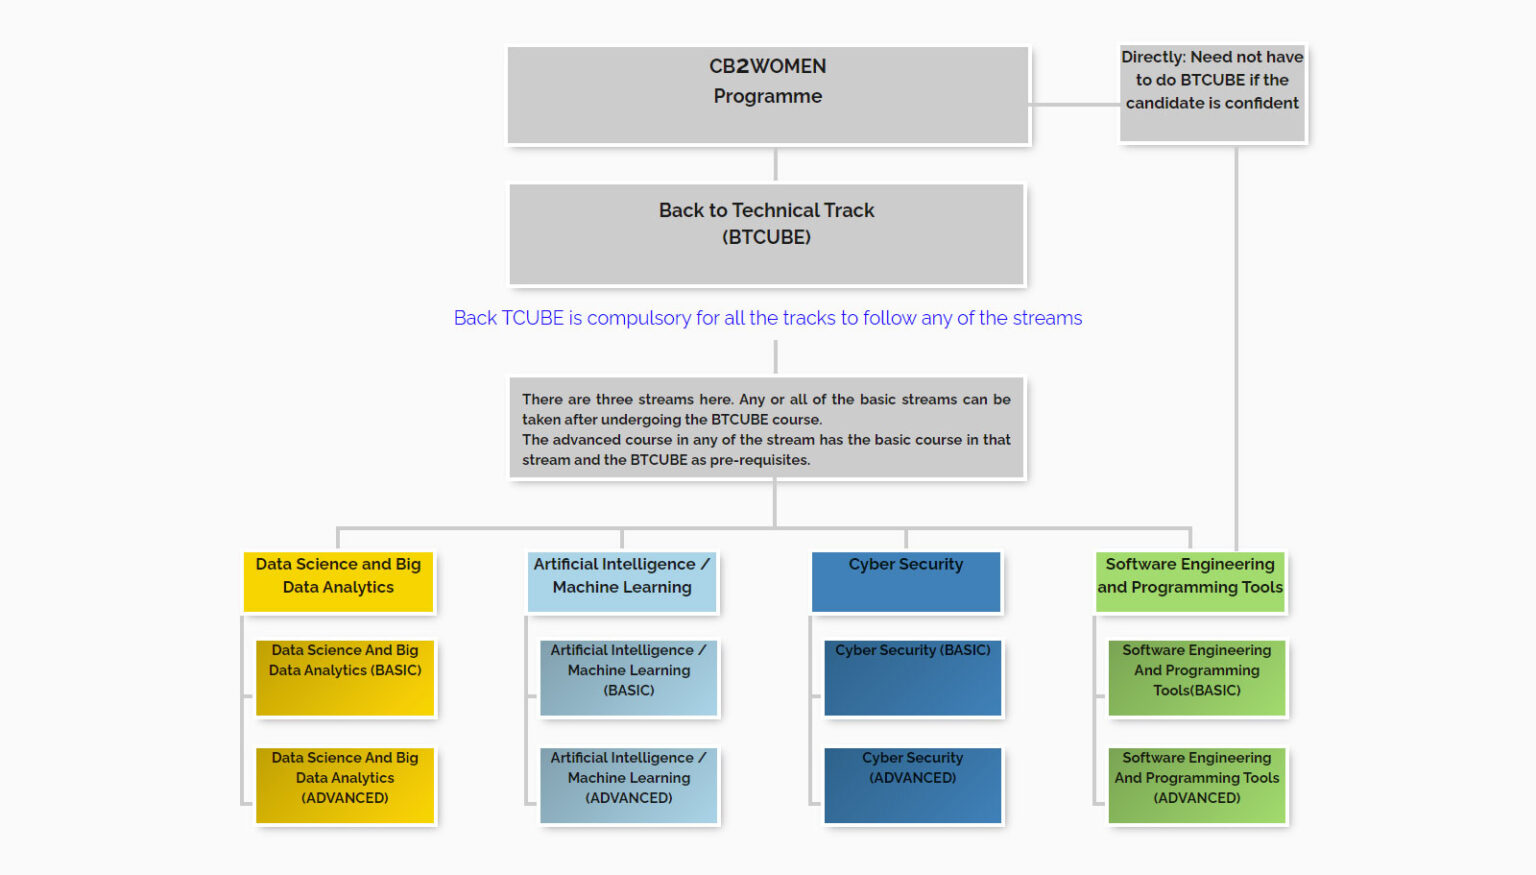 CB2WOMEN
Programme
Directly: Need not have
to do BTCUBE if the
candidate is confident
Back to Technical Track
(BTCUBE)
Back TCUBE is compulsory for all the tracks to follow any of the streams
There are three streams here. Any or all of the basic streams can be
taken after undergoing the BTCUBE course.
The advanced course in any of the stream has the basic course in that
stream and the BTCUBE as pre-requisites.
Data Science and Big
Data Analytics
Artificial Intelligence /
Machine Learning
Cyber Security
Software Engineering
and Programming Tools
Data Science And Big
Data Analytics (BASIC)
Artificial Intelligence /
Machine Learning
(BASIC)
Cyber Security (BASIC)
Software Engineering
And Programming
Tools(BASIC)
Data Science And Big
Data Analytics
(ADVANCED)
Artificial Intelligence /
Machine Learning
(ADVANCED)
Cyber Security
(ADVANCED)
Software Engineering
And Programming Tools
(ADVANCED)